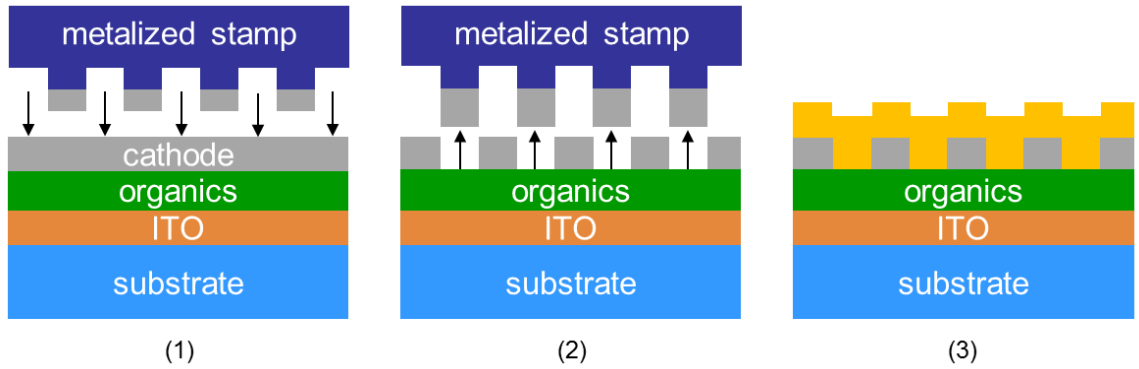 metalized stamp
cathode
organics
ITO
substrate
(1)
metalized stamp
organics
ITO
substrate
(2)
organics
ITO
substrate
(3)